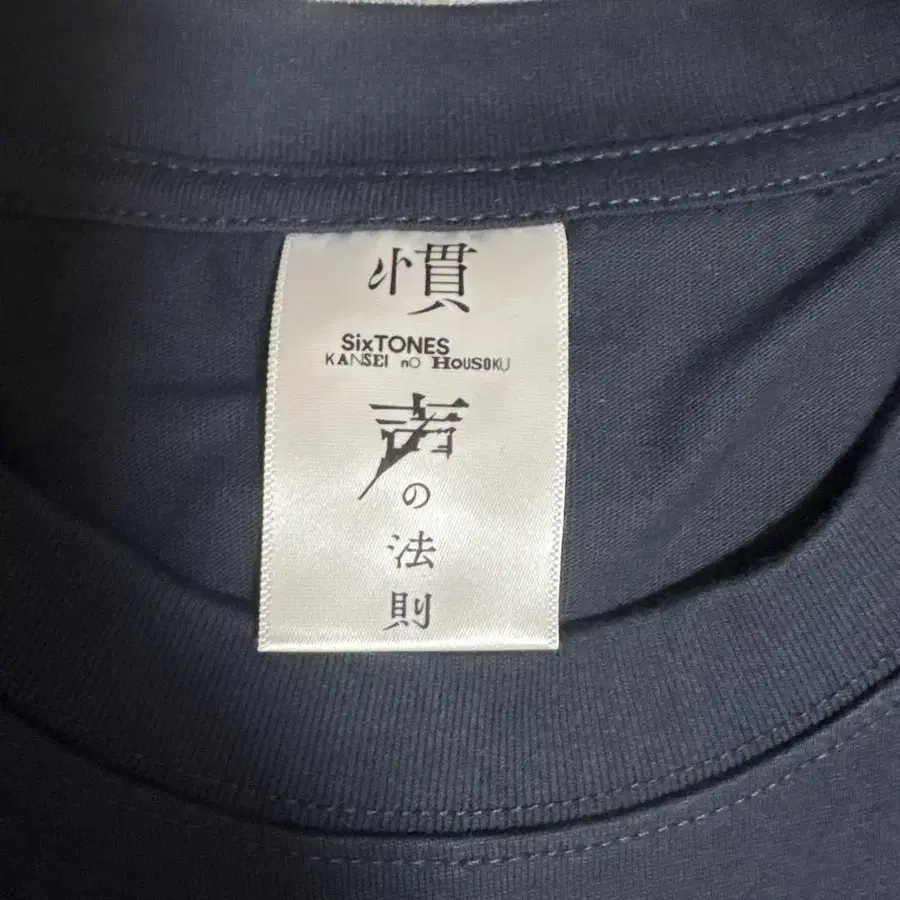 慣
SixTONES
KANSEI nO HOUSOKU
声
の
法
則